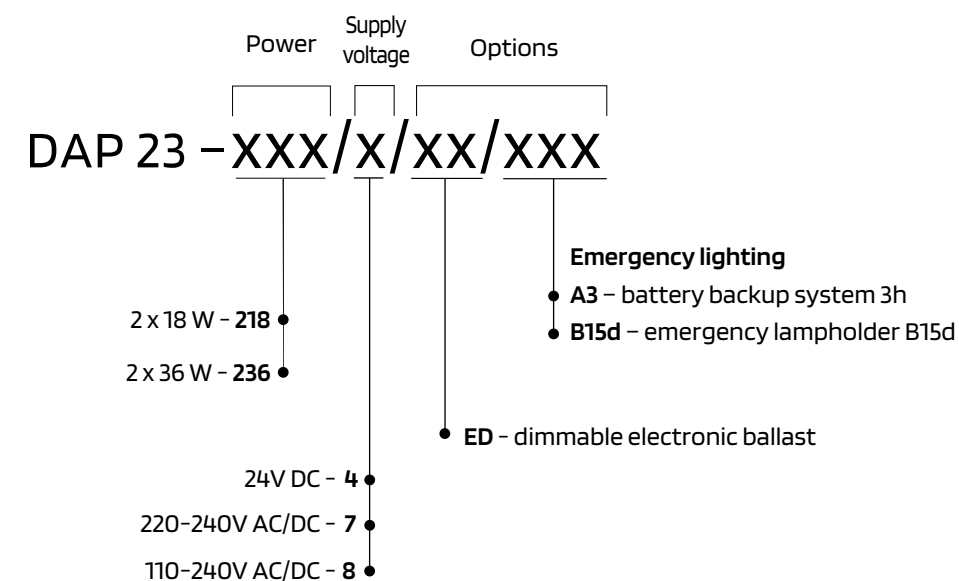 Power
Supply
voltage
Options
DAP 23 – xxx/x/xx/xxx
Emergency lighting
A3 – battery backup system 3h
B15d – emergency lampholder B15d
2 x 18 W - 218
2 x 36 W - 236
ED - dimmable electronic ballast
24V DC - 4
220-240V AC/DC - 7
110-240V AC/DC - 8